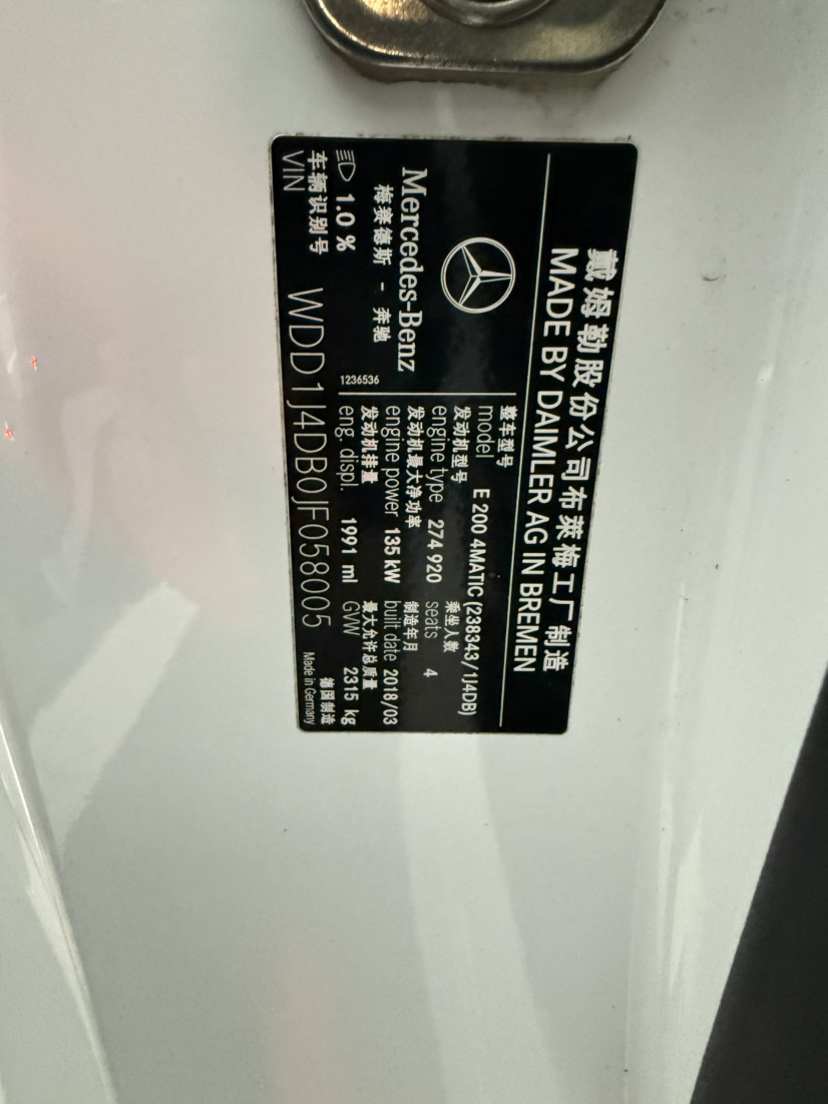 戴姆勒股份公司布莱梅工厂制造
MADE BY DAIMLER AG IN BREMEN
Mercedes-Benz
梅赛德斯 - 奔驰
1.0 %
1236536
整车型号
model E 200 4MATIC (238343/1J4DB)
发动机型号 乘坐人数
engine type 274 920 seats 4
发动机最大净功率 制造年月
engine power 135 kW built date 2018/03
发动机排量 最大允许总质量
eng. displ. 1991 ml GVW 2315 kg
车辆识别号 德国制造
VIN WDD1J4DB0JF058005 Made in Germany